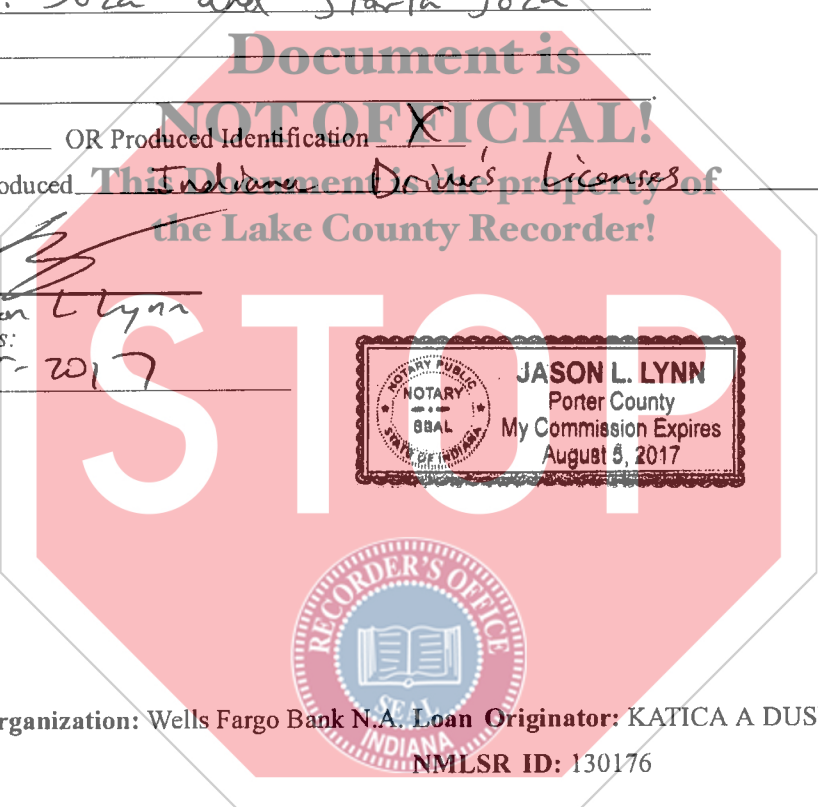 and
Document is
NOT OFFICIAL!
OR Produced Identification X
oduced Indiana Driver's Licenses
This Document is the property of
the Lake County Recorder!
L Lynn
s:
- 2017
STOP
NOTARY PUBLIC
NOTARY
SEAL
STATE OF INDIANA
JASON L. LYNN
Porter County
My Commission Expires
August 5, 2017
RECORDER'S OFFICE
SEAL
INDIANA
rganization: Wells Fargo Bank N.A. Loan Originator: KATICA A DUS
NMLSR ID: 130176